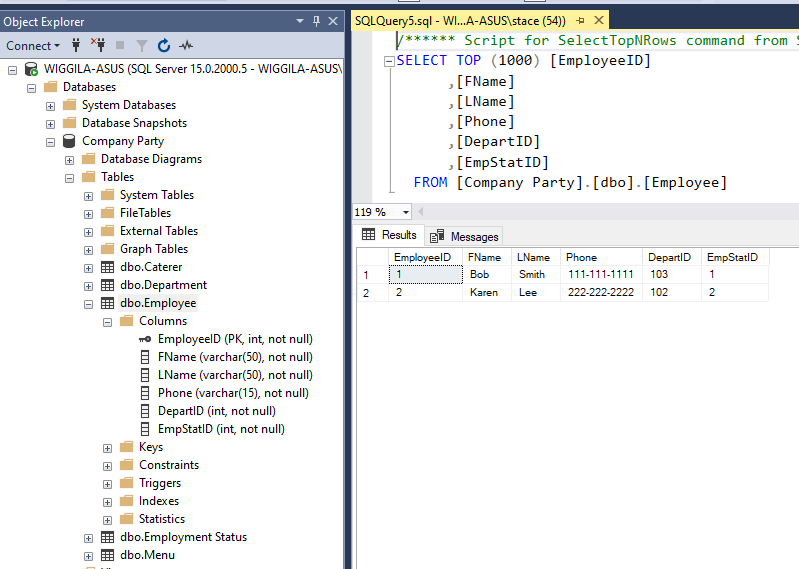 Object Explorer
Connect
WIGGILA-ASUS (SQL Server 15.0.2000.5 - WIGGILA-ASUS\
Databases
System Databases
Database Snapshots
Company Party
Database Diagrams
Tables
System Tables
FileTables
External Tables
Graph Tables
dbo.Caterer
dbo.Department
dbo.Employee
Columns
EmployeeID (PK, int, not null)
FName (varchar(50), not null)
LName (varchar(50), not null)
Phone (varchar(15), not null)
DepartID (int, not null)
EmpStatID (int, not null)
Keys
Constraints
Triggers
Indexes
Statistics
dbo.Employment Status
dbo.Menu
SQLQuery5.sql - WI...A-ASUS\stace (54))
/****** Script for SelectTopNRows command from S
SELECT TOP (1000) [EmployeeID]
,[FName]
,[LName]
,[Phone]
,[DepartID]
,[EmpStatID]
FROM [Company Party].[dbo].[Employee]
119 %
Results Messages
EmployeeID FName LName Phone DepartID EmpStatID
1 1 Bob Smith 111-111-1111 103 1
2 2 Karen Lee 222-222-2222 102 2